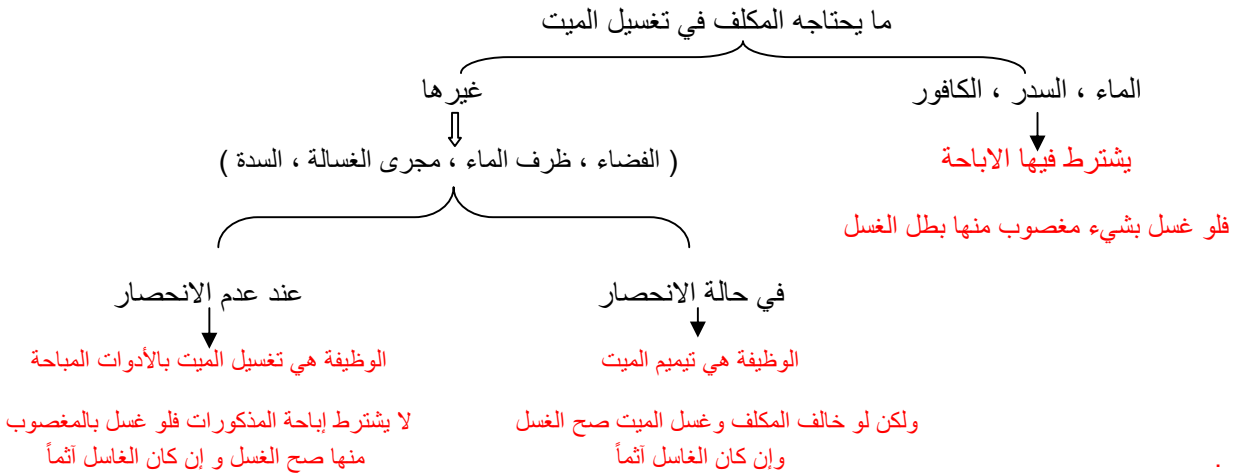 ما يحتاجه المكلف في تغسيل الميت
الماء ، السدر ، الكافور
غيرها
يشترط فيها الاباحة
( الفضاء ، ظرف الماء ، مجرى الغسالة ، السدة )
فلو غسل بشيء مغصوب منها بطل الغسل
في حالة الانحصار
عند عدم الانحصار
الوظيفة هي تيميم الميت
الوظيفة هي تغسيل الميت بالأدوات المباحة
ولكن لو خالف المكلف وغسل الميت صح الغسل
وإن كان الغاسل آثماً
لا يشترط إباحة المذكورات فلو غسل بالمغصوب
منها صح الغسل و إن كان الغاسل آثماً
.